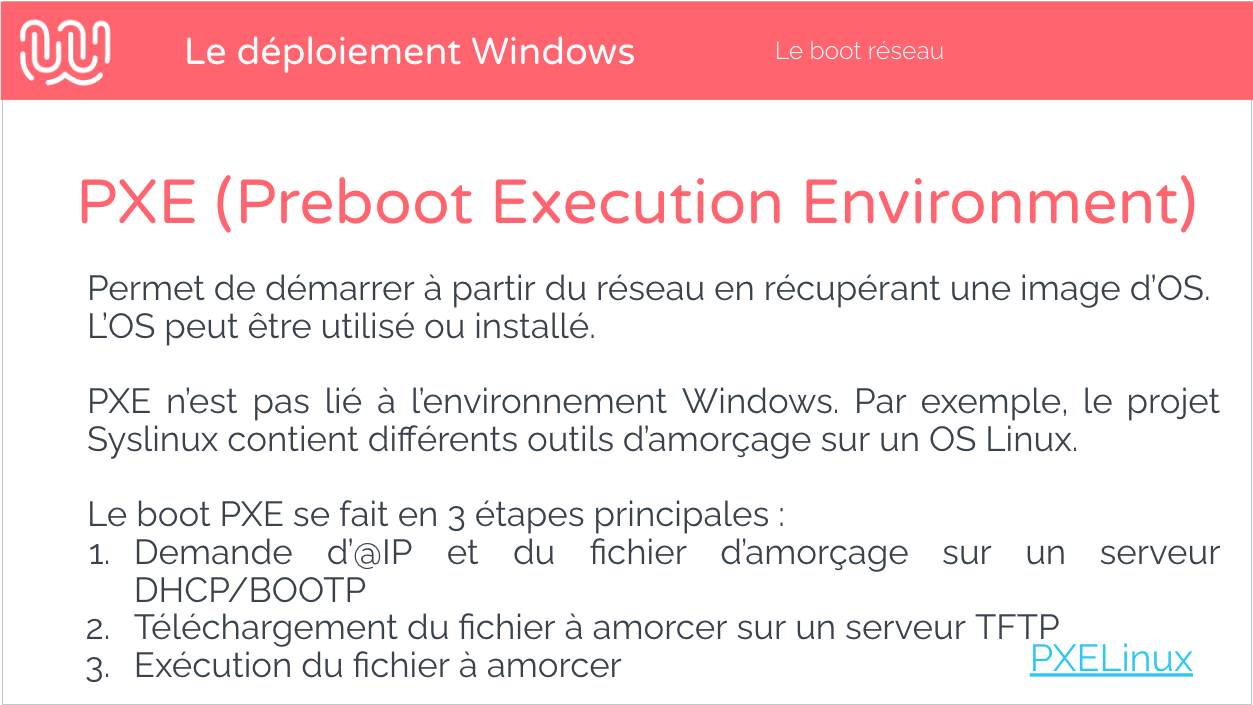 Le déploiement Windows
Le boot réseau
PXE (Preboot Execution Environment)
Permet de démarrer à partir du réseau en récupérant une image d’OS.
L’OS peut être utilisé ou installé.
PXE n’est pas lié à l’environnement Windows. Par exemple, le projet
Syslinux contient différents outils d’amorçage sur un OS Linux.
Le boot PXE se fait en 3 étapes principales :
1. Demande d’@IP et du fichier d’amorçage sur un serveur
DHCP/BOOTP
2. Téléchargement du fichier à amorcer sur un serveur TFTP
3. Exécution du fichier à amorcer
PXELinux